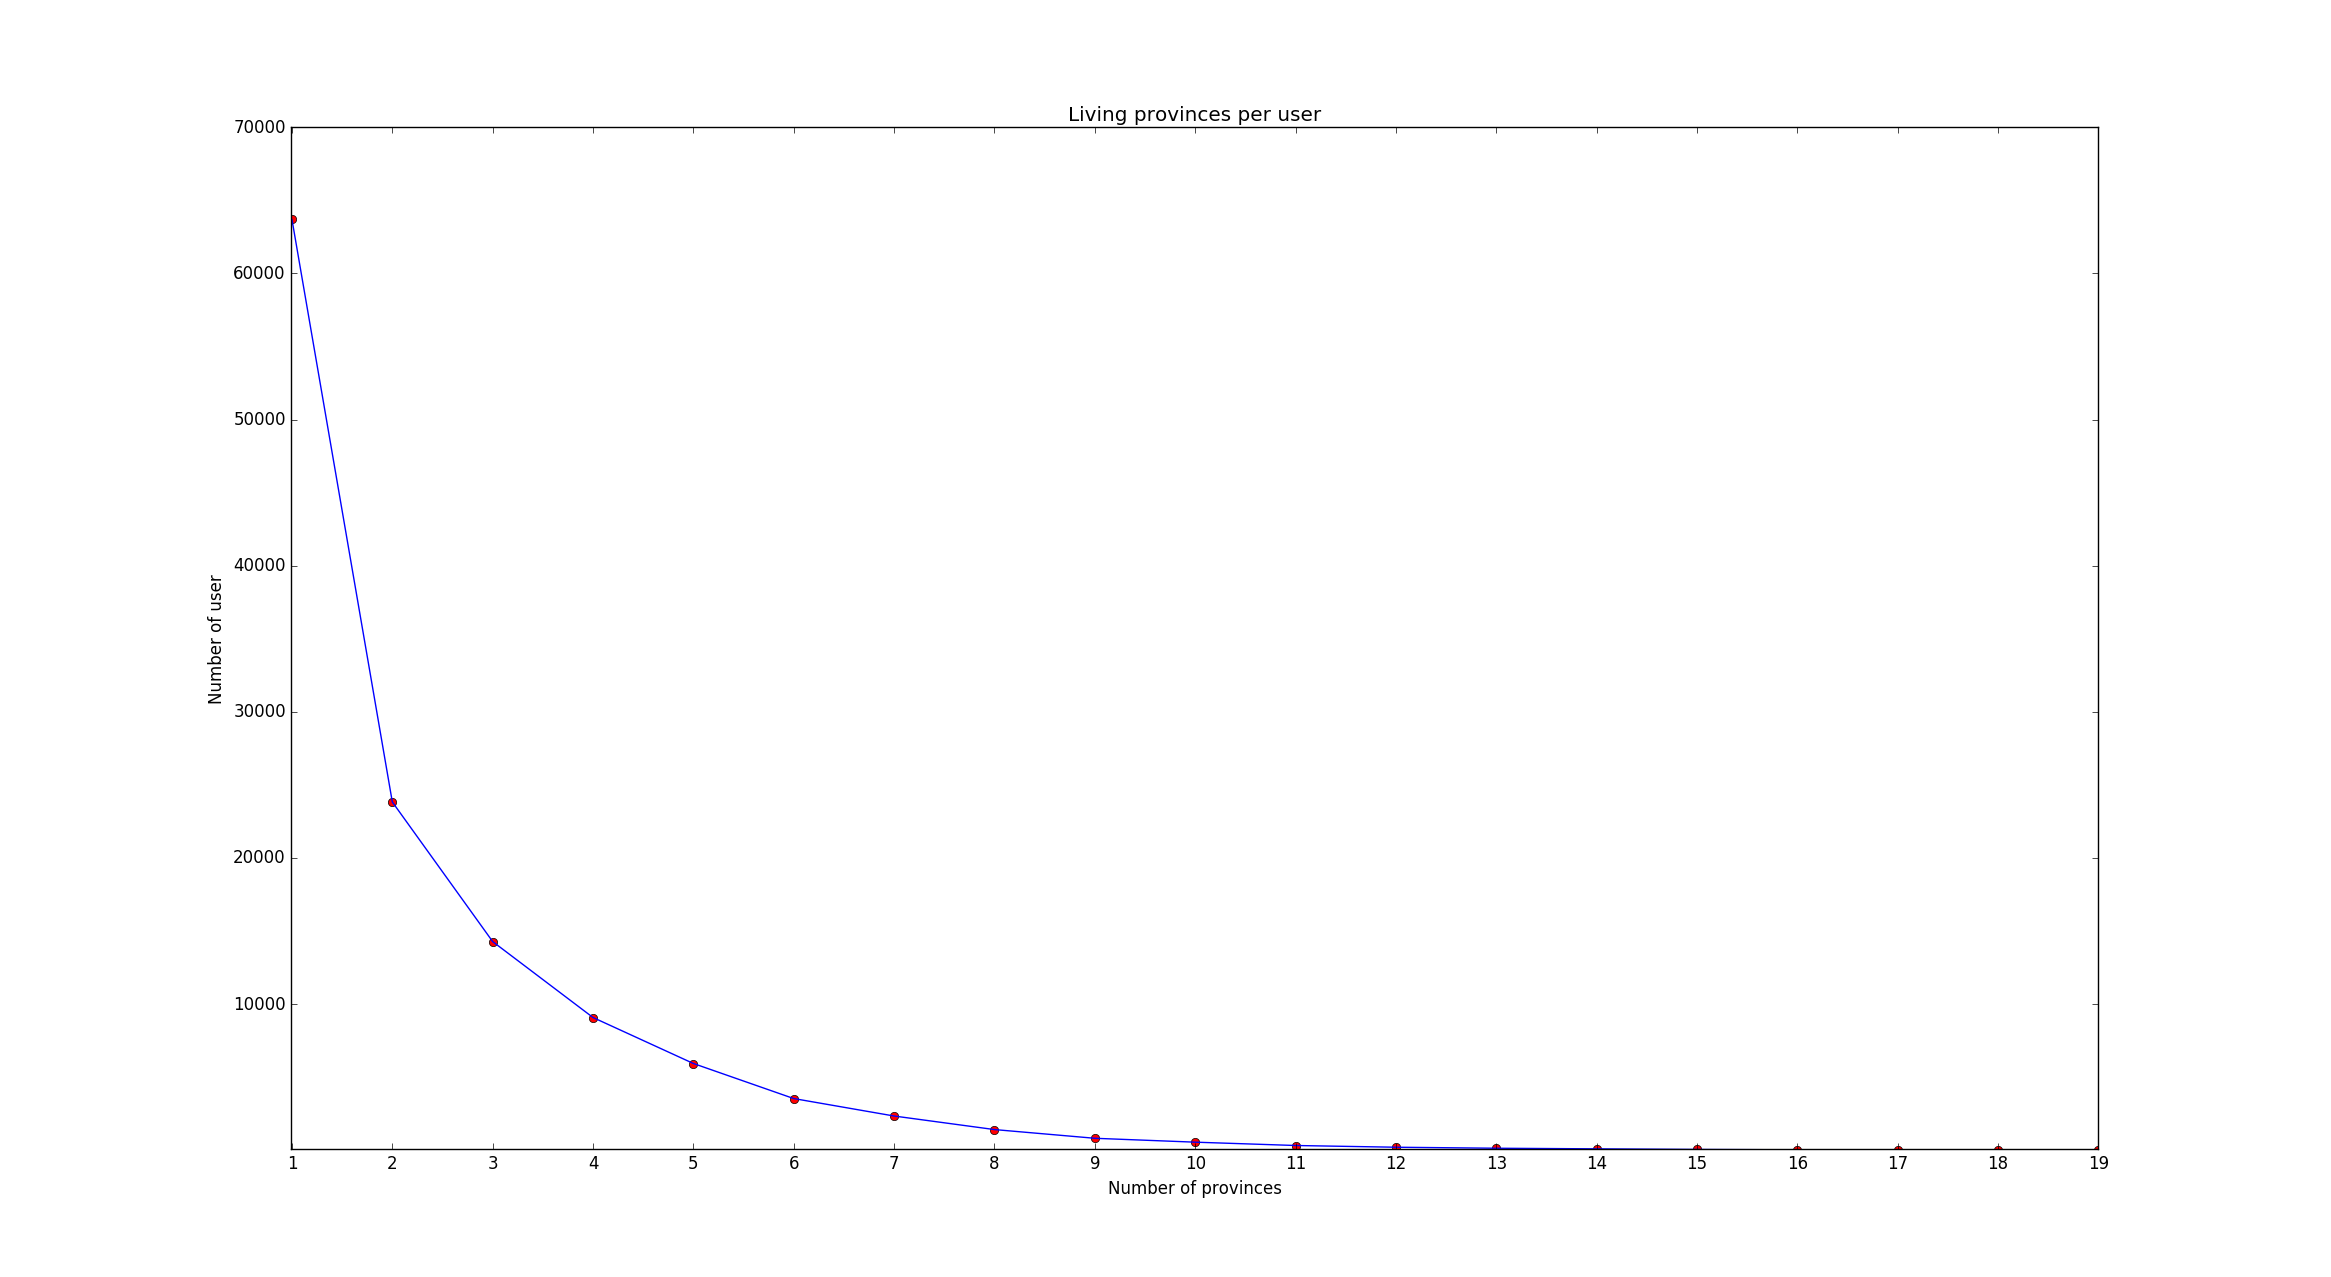 Living provinces per user
70000
60000
50000
40000
30000
20000
10000
Number of user
1 2 3 4 5 6 7 8 9 10 11 12 13 14 15 16 17 18 19
Number of provinces